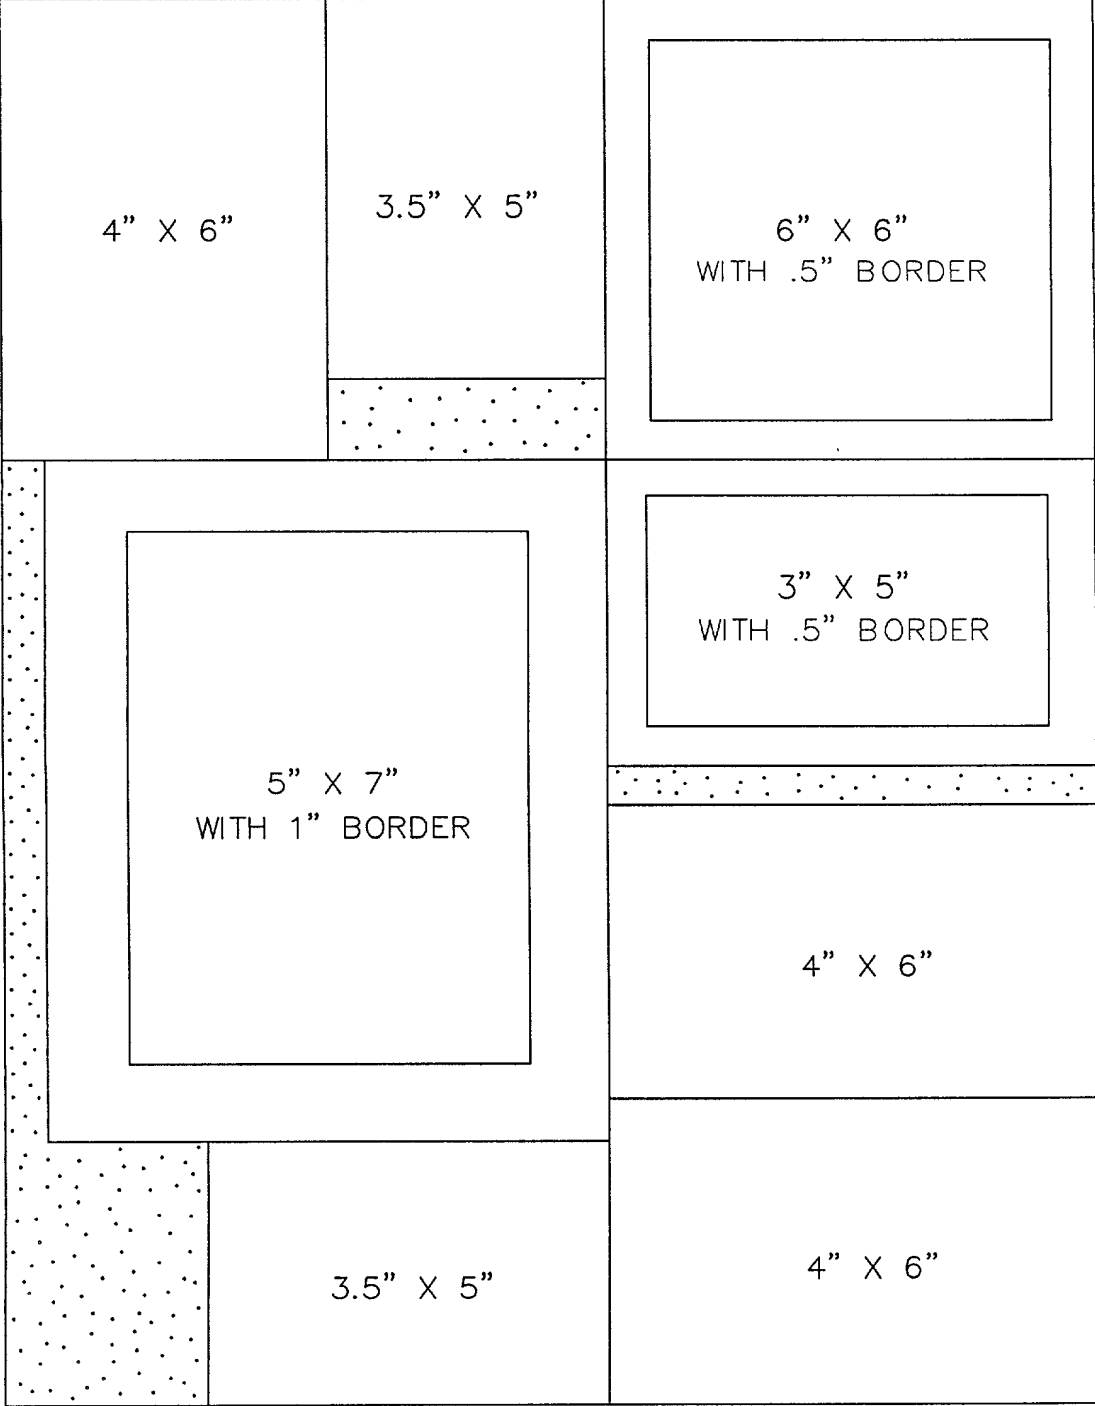 4" X 6"
3.5" X 5"
6" X 6"
WITH .5" BORDER
3" X 5"
WITH .5" BORDER
5" X 7"
WITH 1" BORDER
4" X 6"
3.5" X 5"
4" X 6"